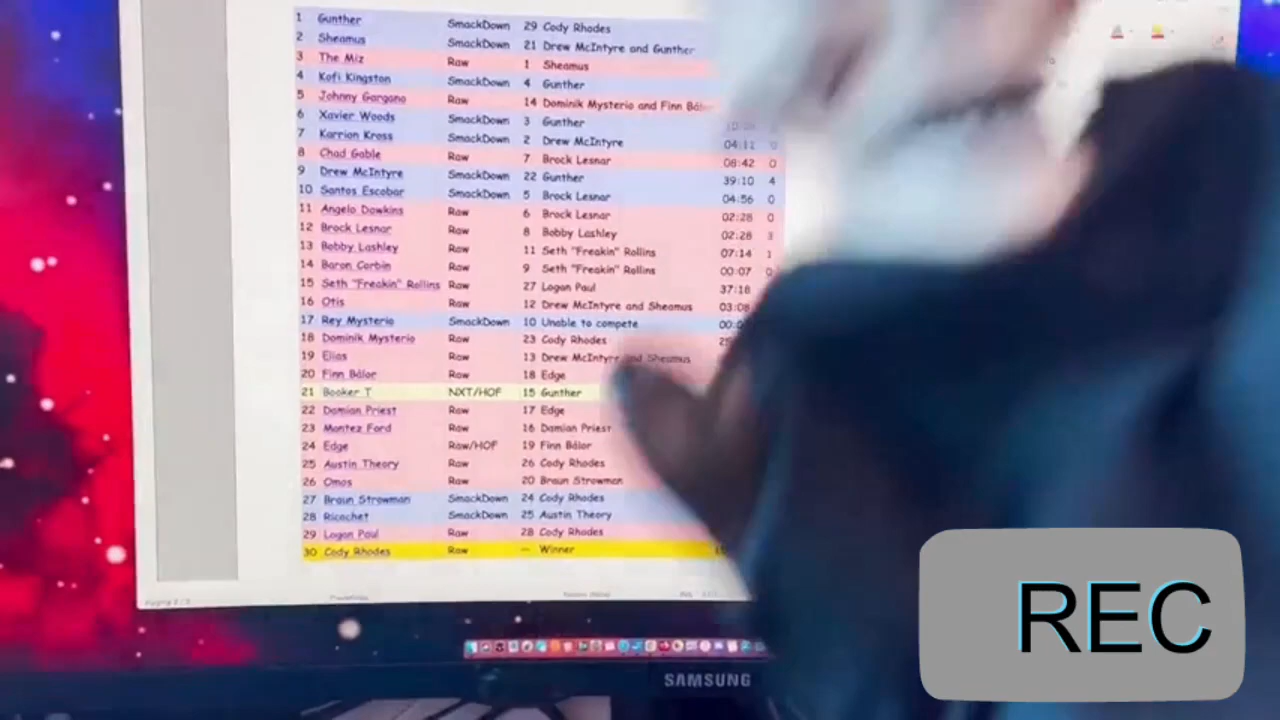 1 Gunther SmackDown 29 Cody Rhodes
2 Sheamus SmackDown 21 Drew McIntyre and Gunther
3 The Miz Raw 1 Sheamus
4 Kofi Kingston SmackDown 4 Gunther
5 Johnny Gargano Raw 14 Dominik Mysterio and Finn
6 Xavier Woods SmackDown 3 Gunther
7 Karrion Kross SmackDown 2 Drew McIntyre 04:11 0
8 Chad Gable Raw 7 Brock Lesnar 08:42 0
9 Drew McIntyre SmackDown 22 Gunther 39:10 4
10 Santos Escobar SmackDown 5 Brock Lesnar 04:56 0
11 Angelo Dawkins Raw 6 Brock Lesnar 02:28 0
12 Brock Lesnar Raw 8 Bobby Lashley 02:28 3
13 Bobby Lashley Raw 11 Seth "Freakin" Rollins 07:14 1
14 Baron Corbin Raw 9 Seth "Freakin" Rollins 00:07 0
15 Seth "Freakin" Rollins Raw 27 Logan Paul 37:18
16 Otis Raw 12 Drew McIntyre and Sheamus 03:08
17 Rey Mysterio SmackDown 10 Unable to compete
18 Dominik Mysterio Raw 23 Cody Rhodes
19 Elias Raw 13 Drew McIntyre and Sheamus
20 Finn Bálor Raw 18 Edge
21 Booker T NXT/HOF 15 Gunther
22 Damian Priest Raw 17 Edge
23 Montez Ford Raw 16 Damian Priest
24 Edge Raw/HOF 19 Finn Bálor
25 Austin Theory Raw 26 Cody Rhodes
26 Omos Raw 20 Braun Strowman
27 Braun Strowman SmackDown 24 Cody Rhodes
28 Ricochet SmackDown 25 Austin Theory
29 Logan Paul Raw 28 Cody Rhodes
30 Cody Rhodes Raw — Winner
SAMSUNG
REC